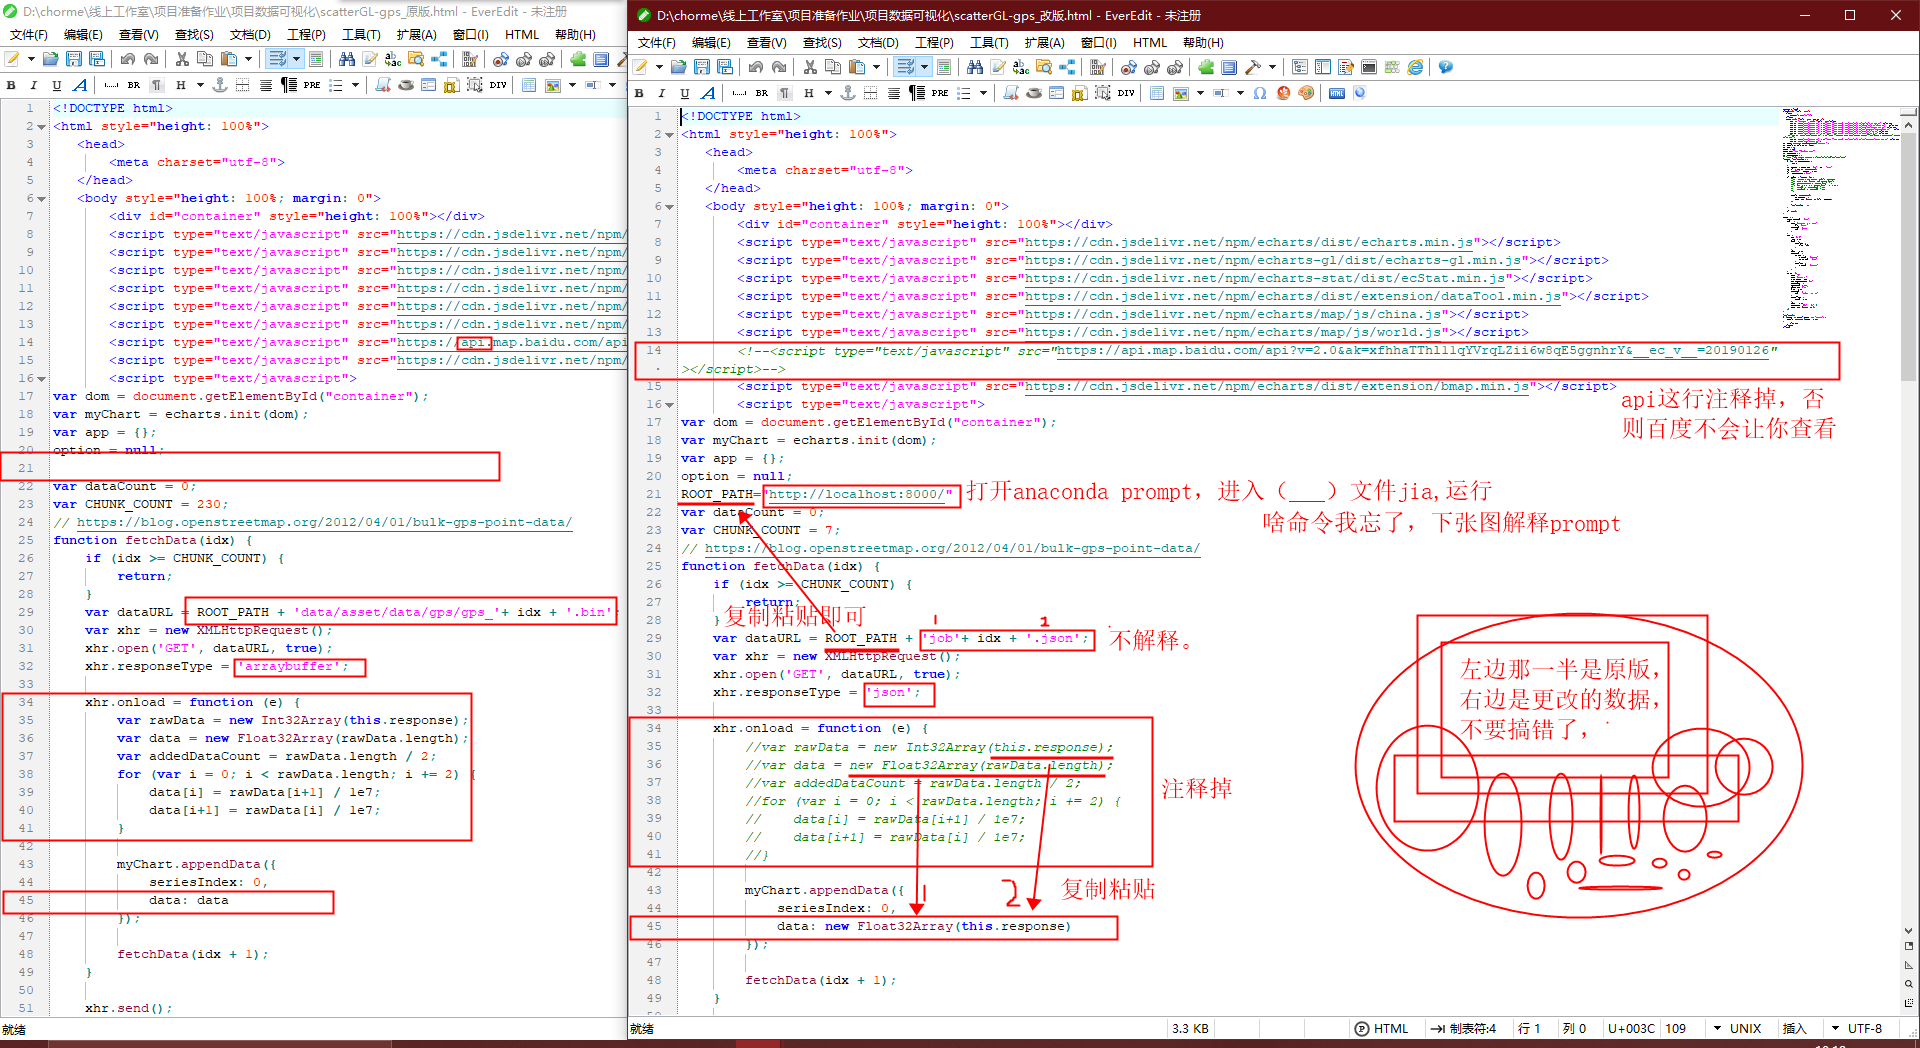 D:\chorme\线上工作室\项目准备作业\项目数据可视化\scatterGL-gps_原版.html - EverEdit - 未注册
文件(F) 编辑(E) 查看(V) 查找(S) 文档(D) 工程(P) 工具(T) 扩展(A) 窗口(I) HTML 帮助(H)
B I U A BR ¶ H PRE DIV
1 <!DOCTYPE html>
2 <html style="height: 100%">
3 <head>
4 <meta charset="utf-8">
5 </head>
6 <body style="height: 100%; margin: 0">
7 <div id="container" style="height: 100%"></div>
8 <script type="text/javascript" src="https://cdn.jsdelivr.net/npm/
9 <script type="text/javascript" src="https://cdn.jsdelivr.net/npm/
10 <script type="text/javascript" src="https://cdn.jsdelivr.net/npm/
11 <script type="text/javascript" src="https://cdn.jsdelivr.net/npm/
12 <script type="text/javascript" src="https://cdn.jsdelivr.net/npm/
13 <script type="text/javascript" src="https://cdn.jsdelivr.net/npm/
14 <script type="text/javascript" src="https://api.map.baidu.com/api
15 <script type="text/javascript" src="https://cdn.jsdelivr.net/npm/
16 <script type="text/javascript">
17 var dom = document.getElementById("container");
18 var myChart = echarts.init(dom);
19 var app = {};
20 option = null;
21
22 var dataCount = 0;
23 var CHUNK_COUNT = 230;
24 // https://blog.openstreetmap.org/2012/04/01/bulk-gps-point-data/
25 function fetchData(idx) {
26 if (idx >= CHUNK_COUNT) {
27 return;
28 }
29 var dataURL = ROOT_PATH + 'data/asset/data/gps/gps_'+ idx + '.bin'
30 var xhr = new XMLHttpRequest();
31 xhr.open('GET', dataURL, true);
32 xhr.responseType = 'arraybuffer';
33
34 xhr.onload = function (e) {
35 var rawData = new Int32Array(this.response);
36 var data = new Float32Array(rawData.length);
37 var addedDataCount = rawData.length / 2;
38 for (var i = 0; i < rawData.length; i += 2) {
39 data[i] = rawData[i+1] / 1e7;
40 data[i+1] = rawData[i] / 1e7;
41 }
42
43 myChart.appendData({
44 seriesIndex: 0,
45 data: data
46 });
47
48 fetchData(idx + 1);
49 }
50
51 xhr.send();
就绪
D:\chorme\线上工作室\项目准备作业\项目数据可视化\scatterGL-gps_改版.html - EverEdit - 未注册
文件(F) 编辑(E) 查看(V) 查找(S) 文档(D) 工程(P) 工具(T) 扩展(A) 窗口(I) HTML 帮助(H)
B I U A BR ¶ H PRE DIV
1 <!DOCTYPE html>
2 <html style="height: 100%">
3 <head>
4 <meta charset="utf-8">
5 </head>
6 <body style="height: 100%; margin: 0">
7 <div id="container" style="height: 100%"></div>
8 <script type="text/javascript" src="https://cdn.jsdelivr.net/npm/echarts/dist/echarts.min.js"></script>
9 <script type="text/javascript" src="https://cdn.jsdelivr.net/npm/echarts-gl/dist/echarts-gl.min.js"></script>
10 <script type="text/javascript" src="https://cdn.jsdelivr.net/npm/echarts-stat/dist/ecStat.min.js"></script>
11 <script type="text/javascript" src="https://cdn.jsdelivr.net/npm/echarts/dist/extension/dataTool.min.js"></script>
12 <script type="text/javascript" src="https://cdn.jsdelivr.net/npm/echarts/map/js/china.js"></script>
13 <script type="text/javascript" src="https://cdn.jsdelivr.net/npm/echarts/map/js/world.js"></script>
14 <!--<script type="text/javascript" src="https://api.map.baidu.com/api?v=2.0&ak=xfhhaTThl11qYVrqLZii6w8qE5ggnhrY&__ec_v__=20190126"
></script>-->
15 <script type="text/javascript" src="https://cdn.jsdelivr.net/npm/echarts/dist/extension/bmap.min.js"></script>
16 <script type="text/javascript">
api这行注释掉，否
则百度不会让你查看
17 var dom = document.getElementById("container");
18 var myChart = echarts.init(dom);
19 var app = {};
20 option = null;
21 ROOT_PATH="http://localhost:8000/"
打开anaconda prompt，进入（___）文件jia,运行
啥命令我忘了，下张图解释prompt
22 var dataCount = 0;
23 var CHUNK_COUNT = 7;
24 // https://blog.openstreetmap.org/2012/04/01/bulk-gps-point-data/
25 function fetchData(idx) {
26 if (idx >= CHUNK_COUNT) {
27 return;
复制粘贴即可
1 1
28 }
29 var dataURL = ROOT_PATH + 'job'+ idx + '.json';
不解释。
30 var xhr = new XMLHttpRequest();
31 xhr.open('GET', dataURL, true);
32 xhr.responseType = 'json';
左边那一半是原版，
右边是更改的数据，
不要搞错了，
34 xhr.onload = function (e) {
35 //var rawData = new Int32Array(this.response);
36 //var data = new Float32Array(rawData.length);
37 //var addedDataCount = rawData.length / 2;
38 //for (var i = 0; i < rawData.length; i += 2) {
39 // data[i] = rawData[i+1] / 1e7;
40 // data[i+1] = rawData[i] / 1e7;
41 //}
注释掉
42
43 myChart.appendData({
1 2 复制粘贴
44 seriesIndex: 0,
45 data: new Float32Array(this.response)
46 });
47
48 fetchData(idx + 1);
49 }
就绪 3.3 KB HTML 制表符:4 行 1 列 0 U+003C 109 UNIX 插入 UTF-8